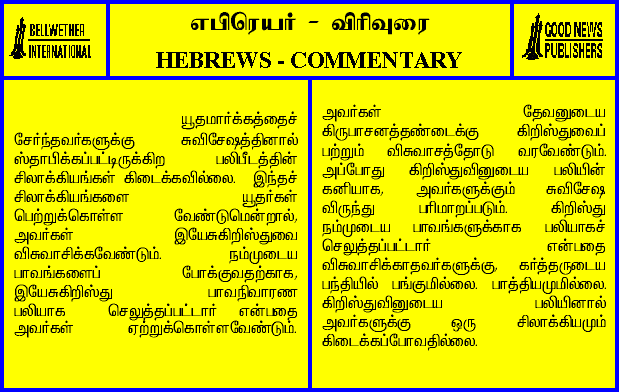 BELLWETHER
INTERNATIONAL
எபிரெயர் - விரிவுரை
HEBREWS - COMMENTARY
GOOD NEWS
PUBLISHERS
யூதமார்க்கத்தைச்
சேர்ந்தவர்களுக்கு சுவிசேஷத்தினால்
ஸ்தாபிக்கப்பட்டிருக்கிற பலிபீடத்தின்
சிலாக்கியங்கள் கிடைக்கவில்லை. இந்தச்
சிலாக்கியங்களை யூதர்கள்
பெற்றுக்கொள்ள வேண்டுமென்றால்,
அவர்கள் இயேசுகிறிஸ்துவை
விசுவாசிக்கவேண்டும். நம்முடைய
பாவங்களைப் போக்குவதற்காக,
இயேசுகிறிஸ்து பாவநிவாரண
பலியாக செலுத்தப்பட்டார் என்பதை
அவர்கள் ஏற்றுக்கொள்ளவேண்டும்.
அவர்கள் தேவனுடைய
கிருபாசனத்தண்டைக்கு கிறிஸ்துவைப்
பற்றும் விசுவாசத்தோடு வரவேண்டும்.
அப்போது கிறிஸ்துவினுடைய பலியின்
கனியாக, அவர்களுக்கும் சுவிசேஷ
விருந்து பரிமாறப்படும். கிறிஸ்து
நம்முடைய பாவங்களுக்காக பலியாகச்
செலுத்தப்பட்டார் என்பதை
விசுவாசிக்காதவர்களுக்கு, கர்த்தருடைய
பந்தியில் பங்குமில்லை. பாத்தியமுமில்லை.
கிறிஸ்துவினுடைய பலியினால்
அவர்களுக்கு ஒரு சிலாக்கியமும்
கிடைக்கப்போவதில்லை.